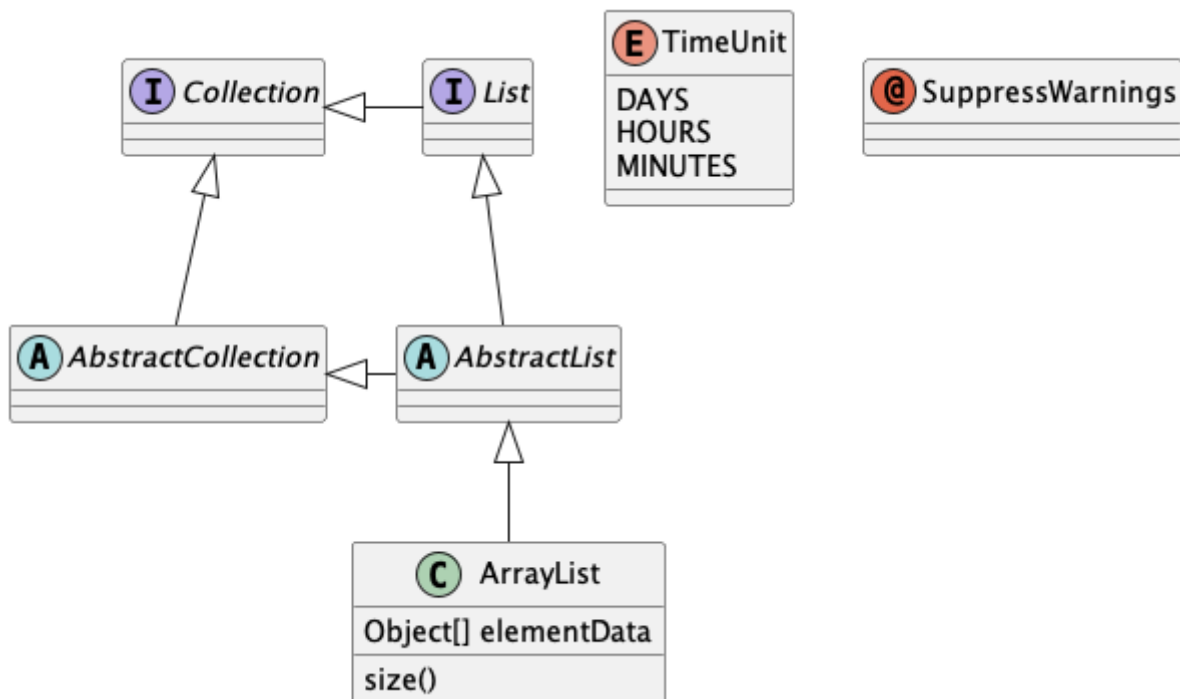 I Collection
I List
E TimeUnit
DAYS
HOURS
MINUTES
@ SuppressWarnings
A AbstractCollection
A AbstractList
C ArrayList
Object[] elementData
size()